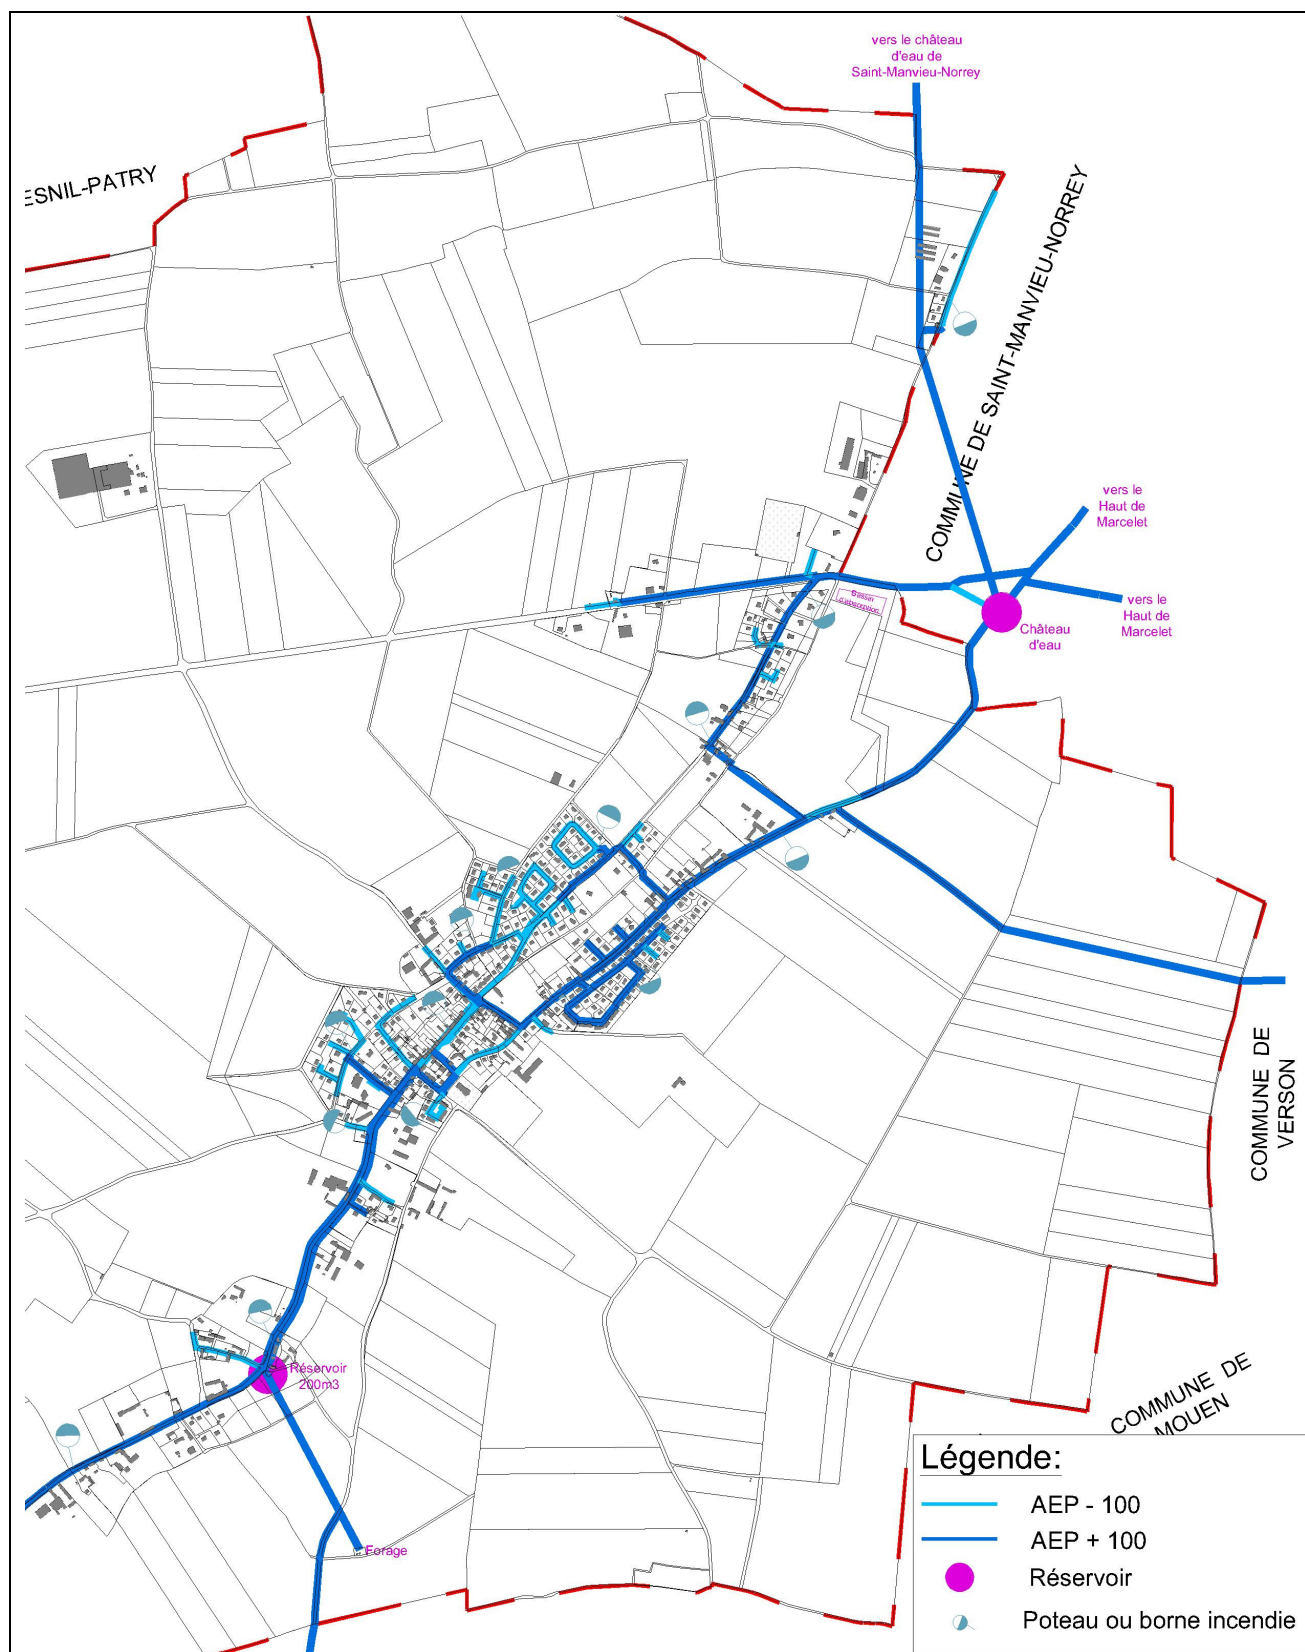 vers le château
d'eau de
Saint-Manvieu-Norrey
ESNIL-PATRY
COMMUNE DE SAINT-MANVIEU-NORREY
vers le
Haut de
Marcelet
vers le
Haut de
Marcelet
Bassin
d'absorption
Château
d'eau
COMMUNE DE
VERSON
Réservoir
200m3
Forage
COMMUNE DE
MOUEN
Légende:
AEP - 100
AEP + 100
Réservoir
Poteau ou borne incendie